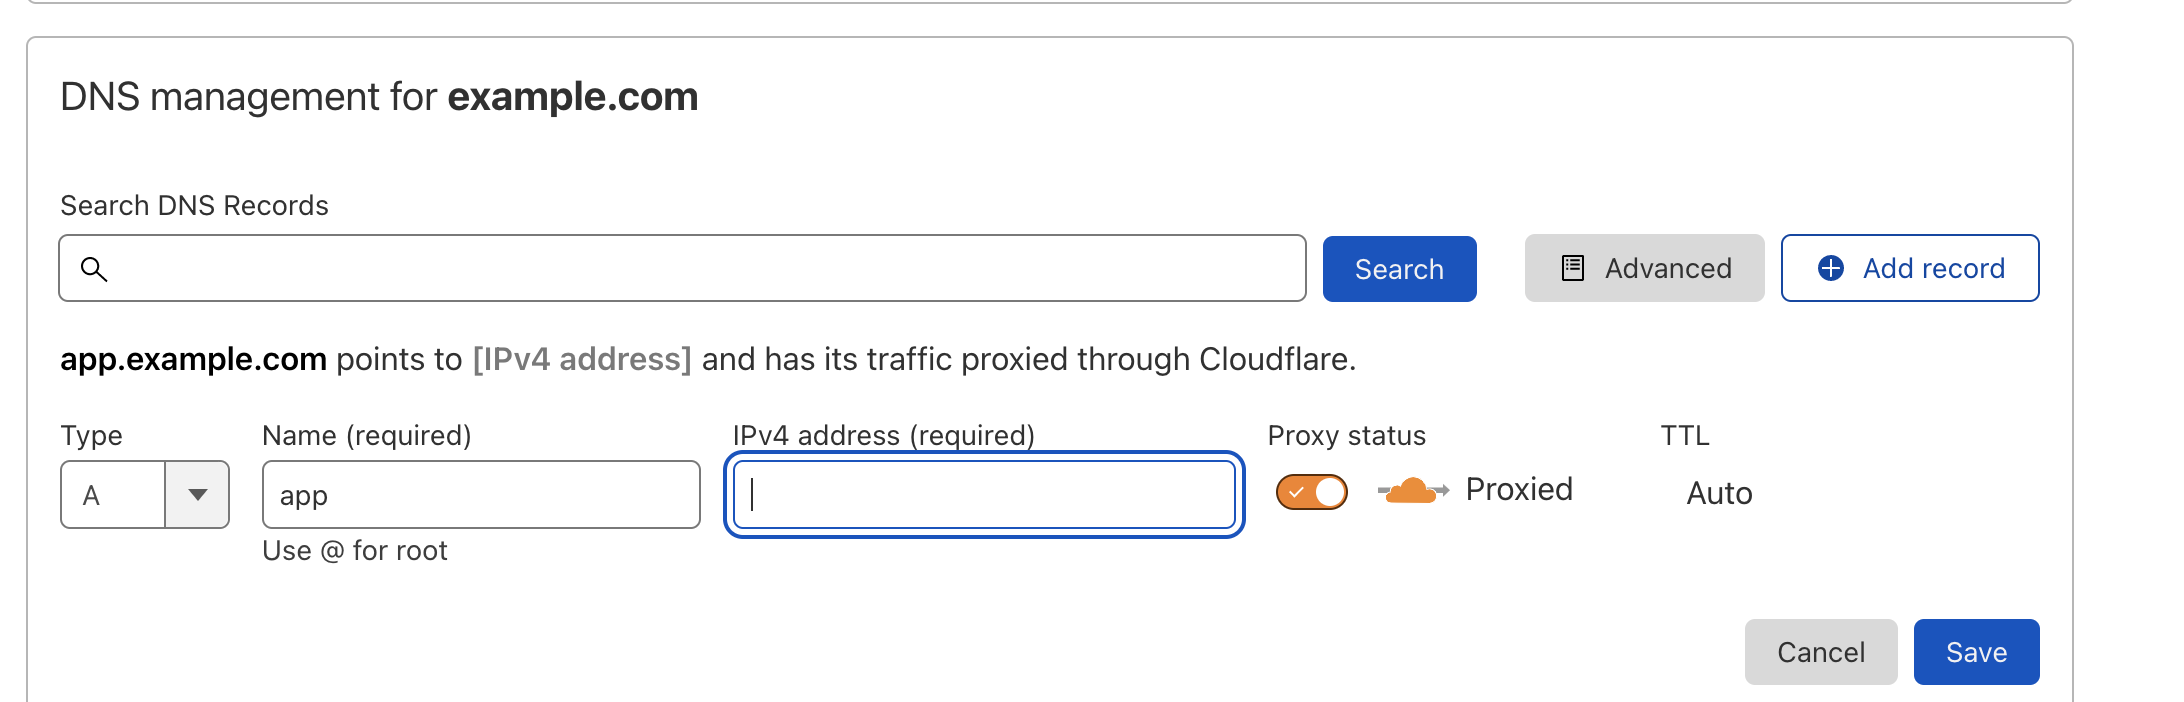 DNS management for example.com
Search DNS Records
Search Advanced Add record
app.example.com points to [IPv4 address] and has its traffic proxied through Cloudflare.
Type Name (required) IPv4 address (required) Proxy status TTL
A app Proxied Auto
Use @ for root
Cancel Save